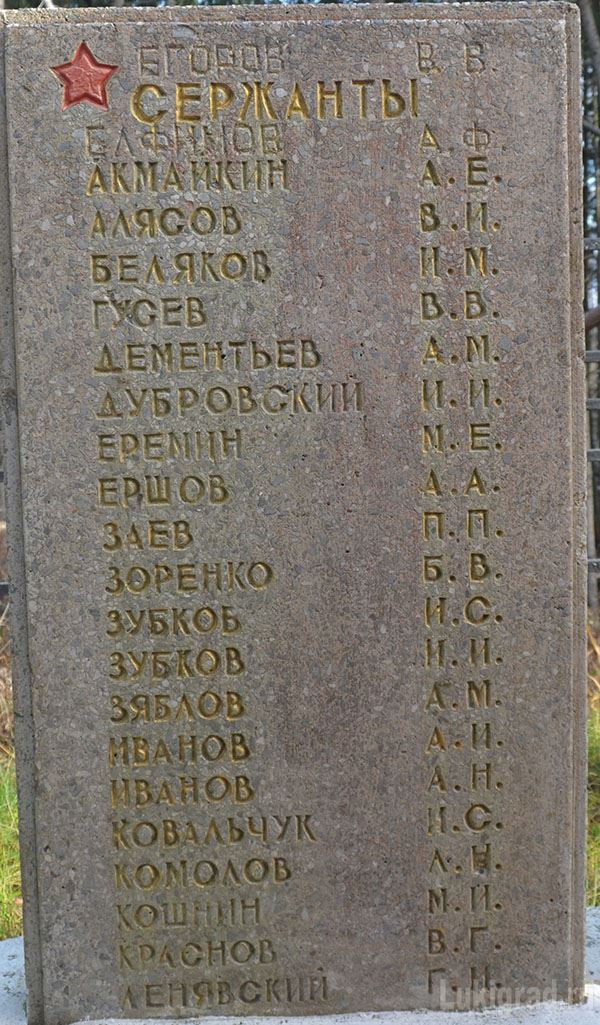 ЕГОРОВ В. В.
СЕРЖАНТЫ
ЕЛФИМОВ А. Ф.
АКМАЙКИН А. Е.
АЛЯСОВ В. И.
БЕЛЯКОВ И. М.
ГУСЕВ В. В.
ДЕМЕНТЬЕВ А. М.
ДУБРОВСКИЙ И. И.
ЕРЕМИН М. Е.
ЕРШОВ А. А.
ЗАЕВ П. П.
ЗОРЕНКО Б. В.
ЗУБКОВ И. С.
ЗУБКОВ И. И.
ЗЯБЛОВ А. М.
ИВАНОВ А. И.
ИВАНОВ А. Н.
КОВАЛЬЧУК И. С.
КОМОЛОВ Л. Н.
КОШНИН М. И.
КРАСНОВ В. Г.
ЛЕНЯВСКИЙ Г. И.
Lukigrad.ru